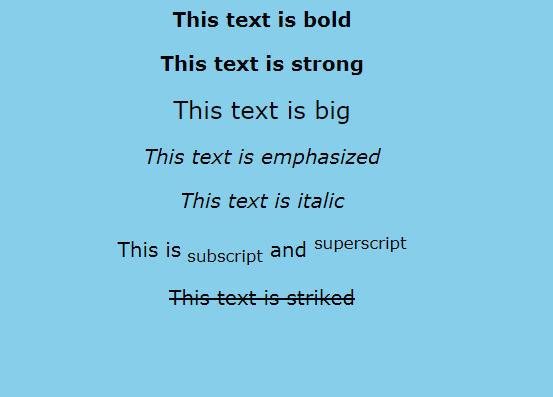 This text is bold
This text is strong
This text is big
This text is emphasized
This text is italic
This is subscript and superscript
This text is striked